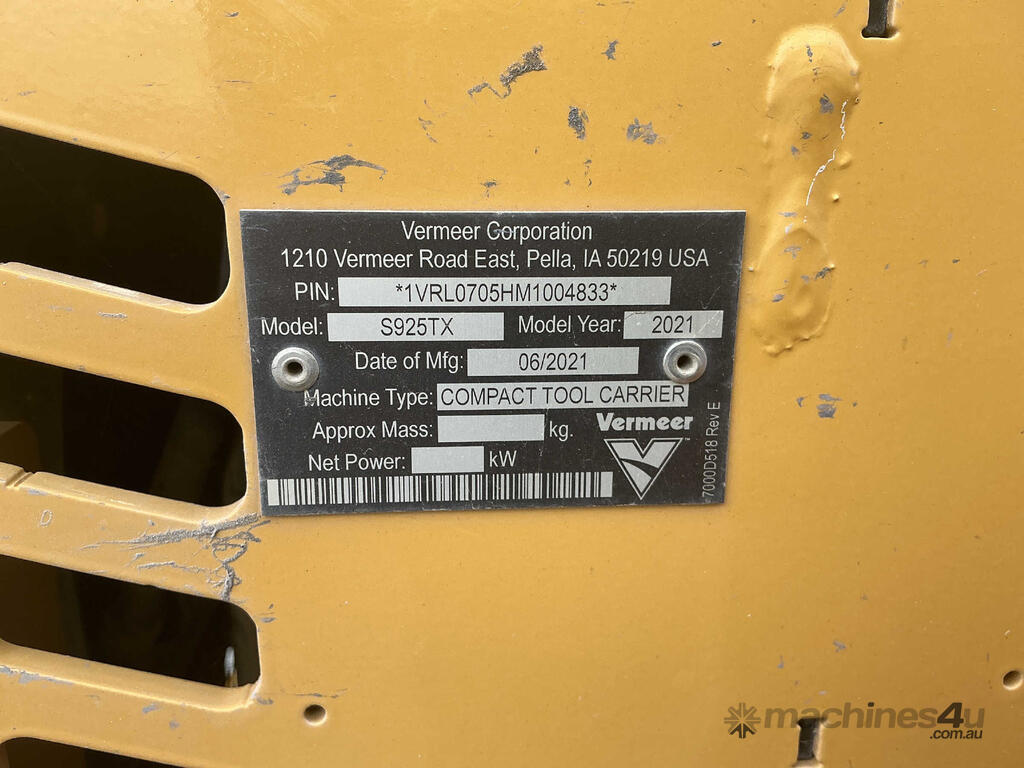 Vermeer Corporation
1210 Vermeer Road East, Pella, IA 50219 USA
PIN: *1VRL0705HM1004833*
Model: S925TX Model Year: 2021
Date of Mfg: 06/2021
Machine Type: COMPACT TOOL CARRIER
Approx Mass: kg.
Net Power: kW
Vermeer
7000D518 Rev E
machines4u
.com.au